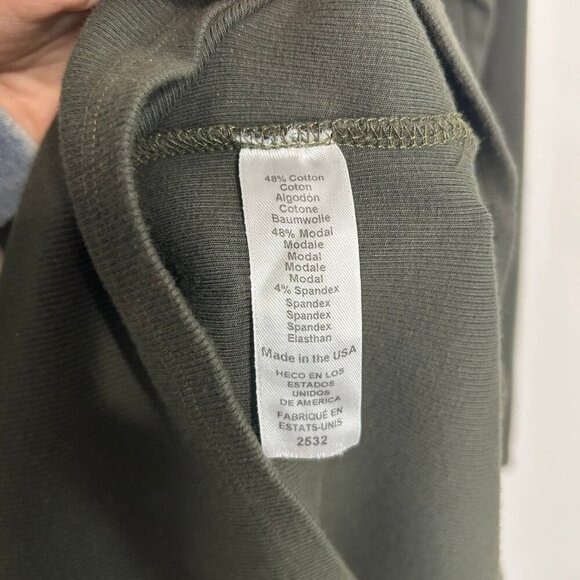 48% Cotton
Coton
Algodón
Cotone
Baumwolle
48% Modal
Modale
Modal
Modale
Modal
4% Spandex
Spandex
Spandex
Spandex
Elasthan
Made in the USA
HECO EN LOS
ESTADOS
UNIDOS
DE AMERICA
FABRIQUÉ EN
ESTATS-UNIS
2532